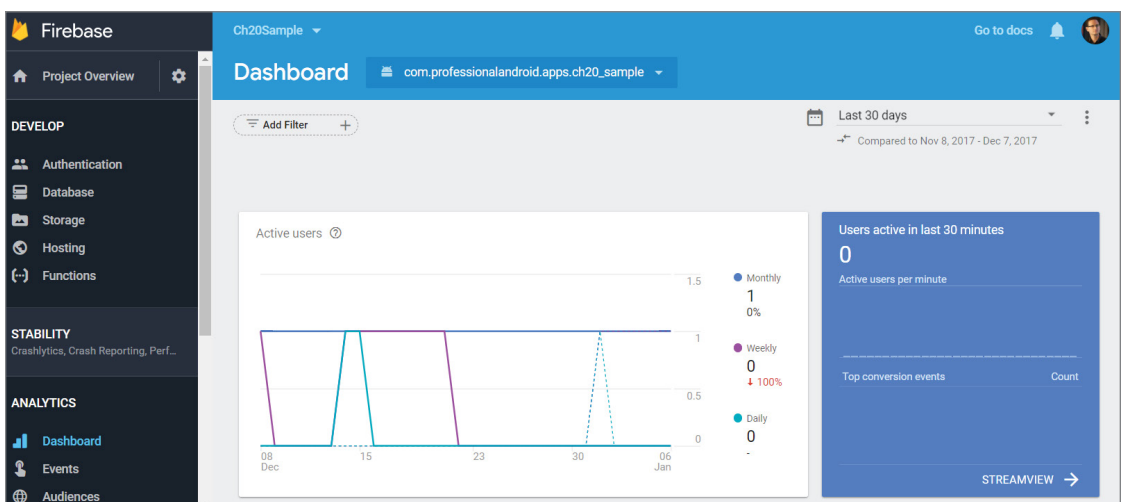 Firebase
Ch20Sample
Go to docs
Project Overview
Dashboard
com.professionalandroid.apps.ch20_sample
DEVELOP
Authentication
Database
Storage
Hosting
Functions
STABILITY
Crashlytics, Crash Reporting, Perf...
ANALYTICS
Dashboard
Events
Audiences
Add Filter
Last 30 days
Compared to Nov 8, 2017 - Dec 7, 2017
Active users
1.5
1
0.5
0
08
Dec
15
23
30
06
Jan
Monthly
1
0%
Weekly
0
100%
Daily
0
-
Users active in last 30 minutes
0
Active users per minute
Top conversion events Count
STREAMVIEW